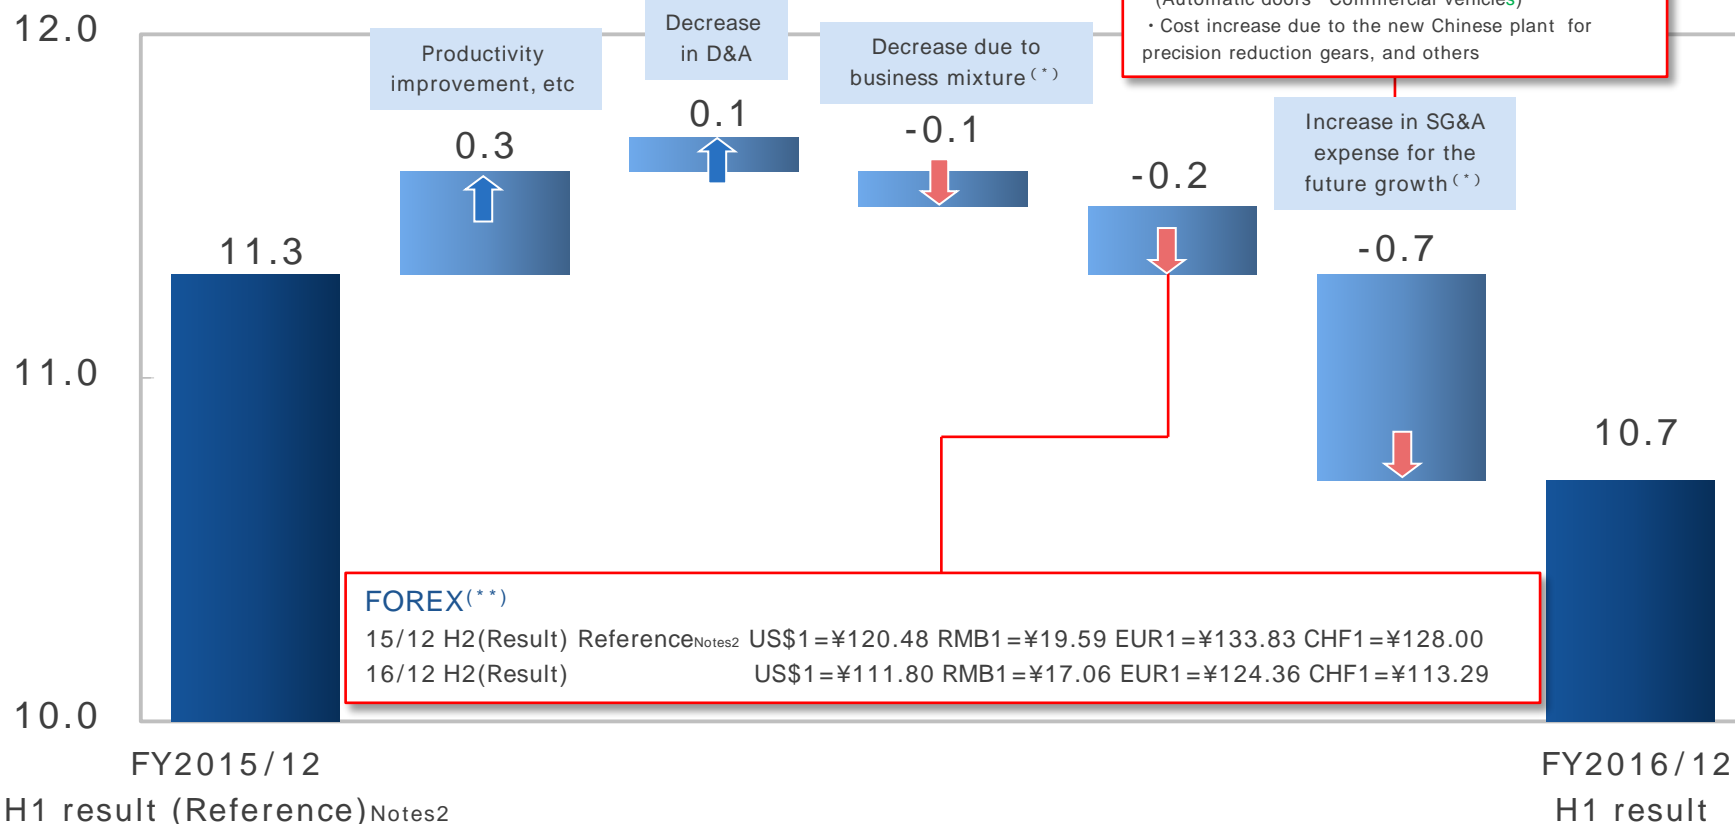 (Automatic doors Commercial vehicles)
・Cost increase due to the new Chinese plant for
precision reduction gears, and others
12.0
11.0
10.0
Productivity
improvement, etc
0.3
Decrease
in D&A
0.1
Decrease due to
business mixture(*)
-0.1
-0.2
Increase in SG&A
expense for the
future growth(*)
-0.7
11.3
10.7
FOREX(**)
15/12 H2(Result) ReferenceNotes2 US$1=¥120.48 RMB1=¥19.59 EUR1=¥133.83 CHF1=¥128.00
16/12 H2(Result) US$1=¥111.80 RMB1=¥17.06 EUR1=¥124.36 CHF1=¥113.29
FY2015/12
H1 result (Reference)Notes2
FY2016/12
H1 result